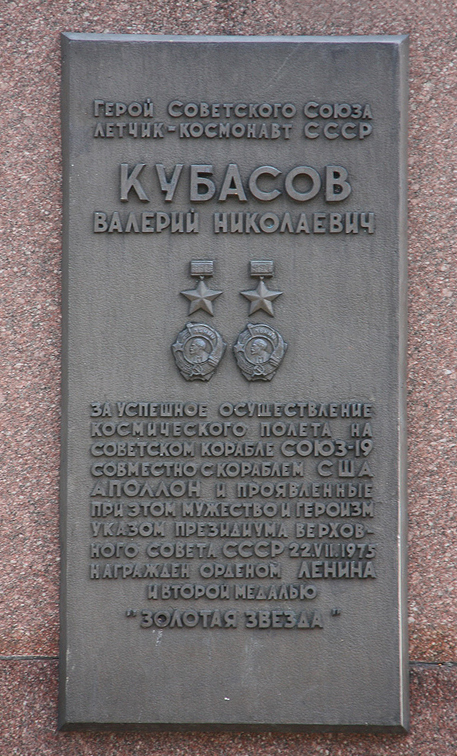 ГЕРОЙ СОВЕТСКОГО СОЮЗА
ЛЕТЧИК-КОСМОНАВТ СССР
КУБАСОВ
ВАЛЕРИЙ НИКОЛАЕВИЧ
ЗА УСПЕШНОЕ ОСУЩЕСТВЛЕНИЕ
КОСМИЧЕСКОГО ПОЛЕТА НА
СОВЕТСКОМ КОРАБЛЕ СОЮЗ-19
СОВМЕСТНО С КОРАБЛЕМ США
АПОЛЛОН И ПРОЯВЛЕННЫЕ
ПРИ ЭТОМ МУЖЕСТВО И ГЕРОИЗМ
УКАЗОМ ПРЕЗИДИУМА ВЕРХОВ-
НОГО СОВЕТА СССР 22.VII.1975
НАГРАЖДЕН ОРДЕНОМ ЛЕНИНА
И ВТОРОЙ МЕДАЛЬЮ
"ЗОЛОТАЯ ЗВЕЗДА"